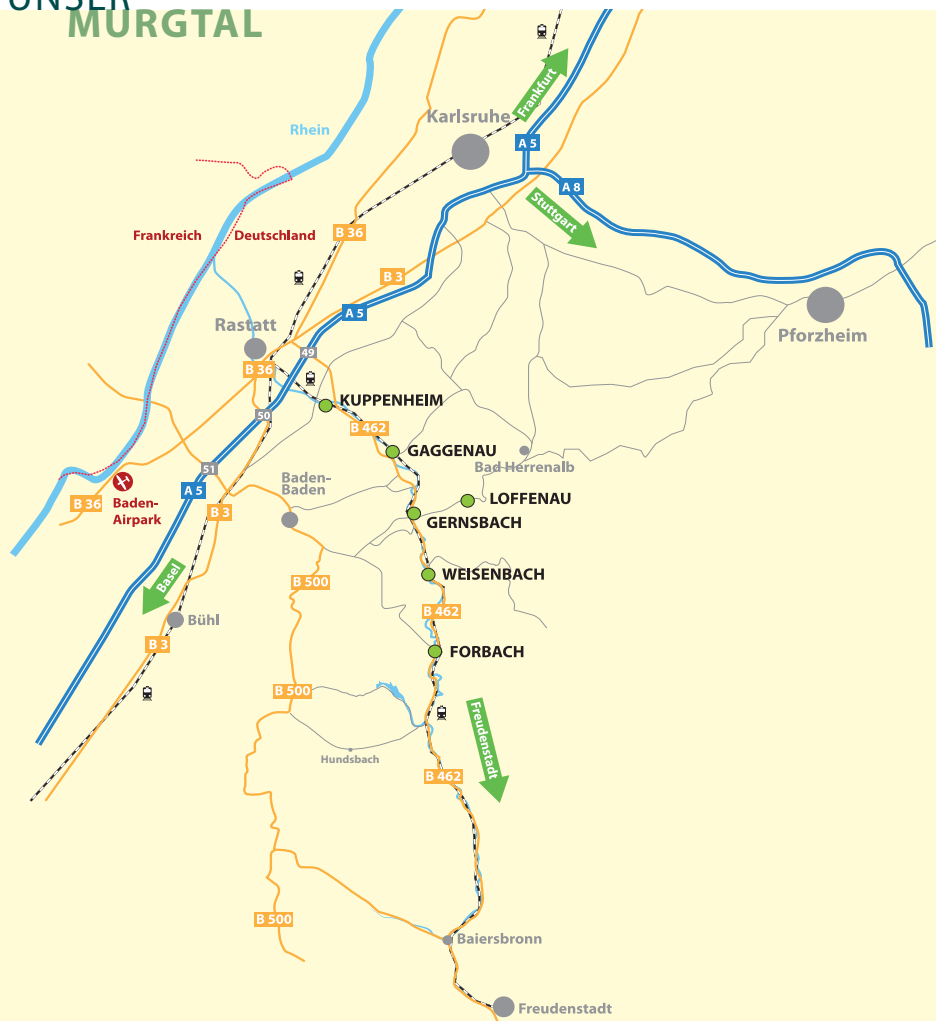 UNSER
MURGTAL
Frankfurt
Karlsruhe
Rhein
A 5
A 8
Stuttgart
Frankreich
Deutschland
B 36
B 3
A 5
Rastatt
Pforzheim
49
B 36
KUPPENHEIM
50
B 462
GAGGENAU
Bad Herrenalb
51
Baden-
Baden
A 5
B 36
Baden-
Airpark
B 3
LOFFENAU
GERNSBACH
Basel
B 500
WEISENBACH
B 462
Bühl
B 3
FORBACH
B 500
Freudenstadt
Hundsbach
B 462
B 500
Baiersbronn
Freudenstadt